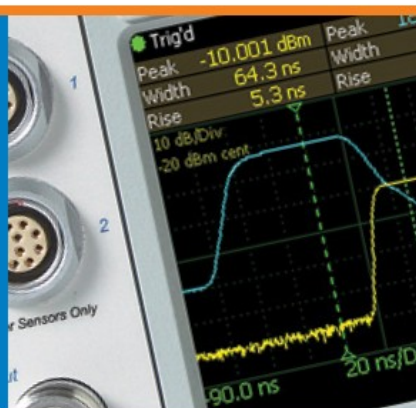 Trig'd
Peak -10.001 dBm Peak
Width 64.3 ns Width
Rise 5.3 ns Rise
10 dB/Div
-20 dBm cent
1
2
Sensors Only
-90.0 ns 20 ns/D